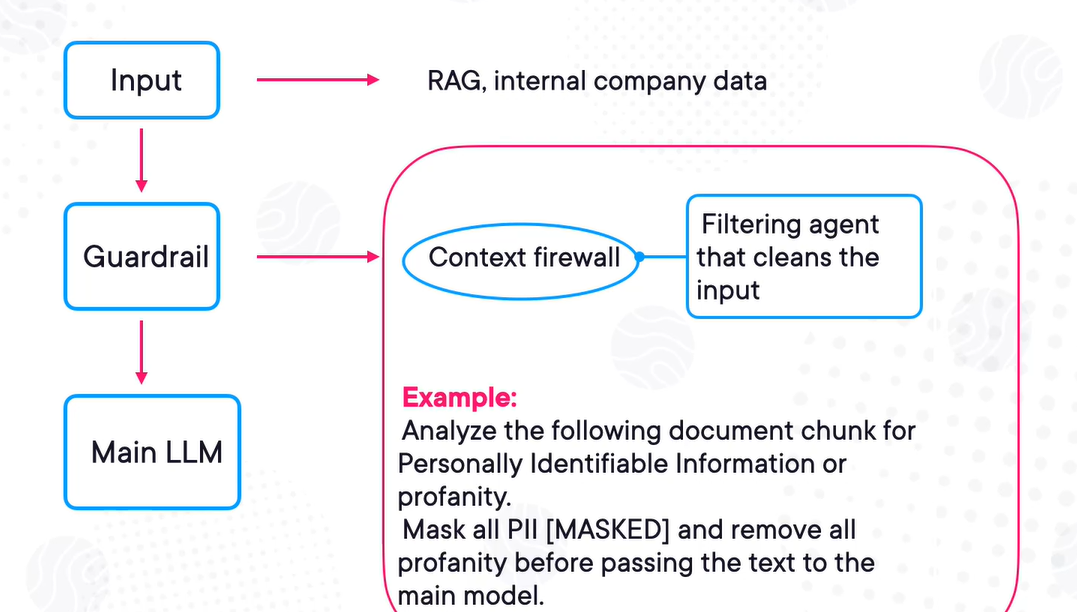 Input
RAG, internal company data
Guardrail
Context firewall
Filtering agent
that cleans the
input
Main LLM
Example:
Analyze the following document chunk for
Personally Identifiable Information or
profanity.
Mask all PII [MASKED] and remove all
profanity before passing the text to the
main model.